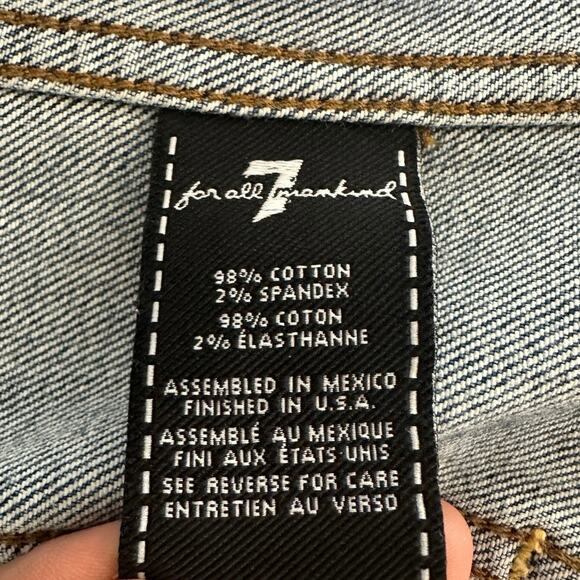 for all 7 mankind
98% COTTON
2% SPANDEX
98% COTON
2% ÉLASTHANNE
ASSEMBLED IN MEXICO
FINISHED IN U.S.A.
ASSEMBLÉ AU MEXIQUE
FINI AUX ÉTATS UNIS
SEE REVERSE FOR CARE
ENTRETIEN AU VERSO